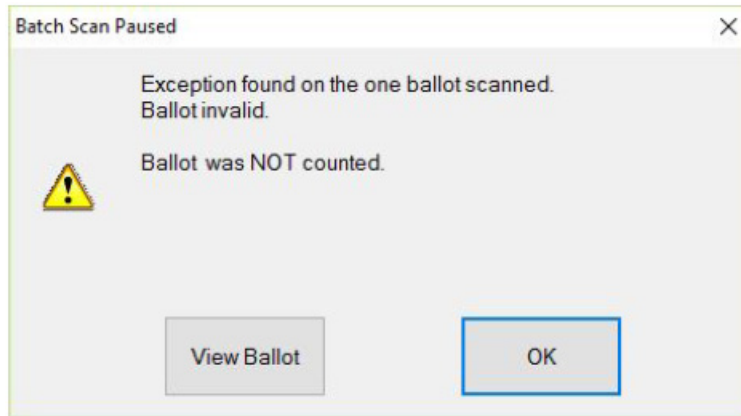 Batch Scan Paused
Exception found on the one ballot scanned.
Ballot invalid.
Ballot was NOT counted.
View Ballot
OK